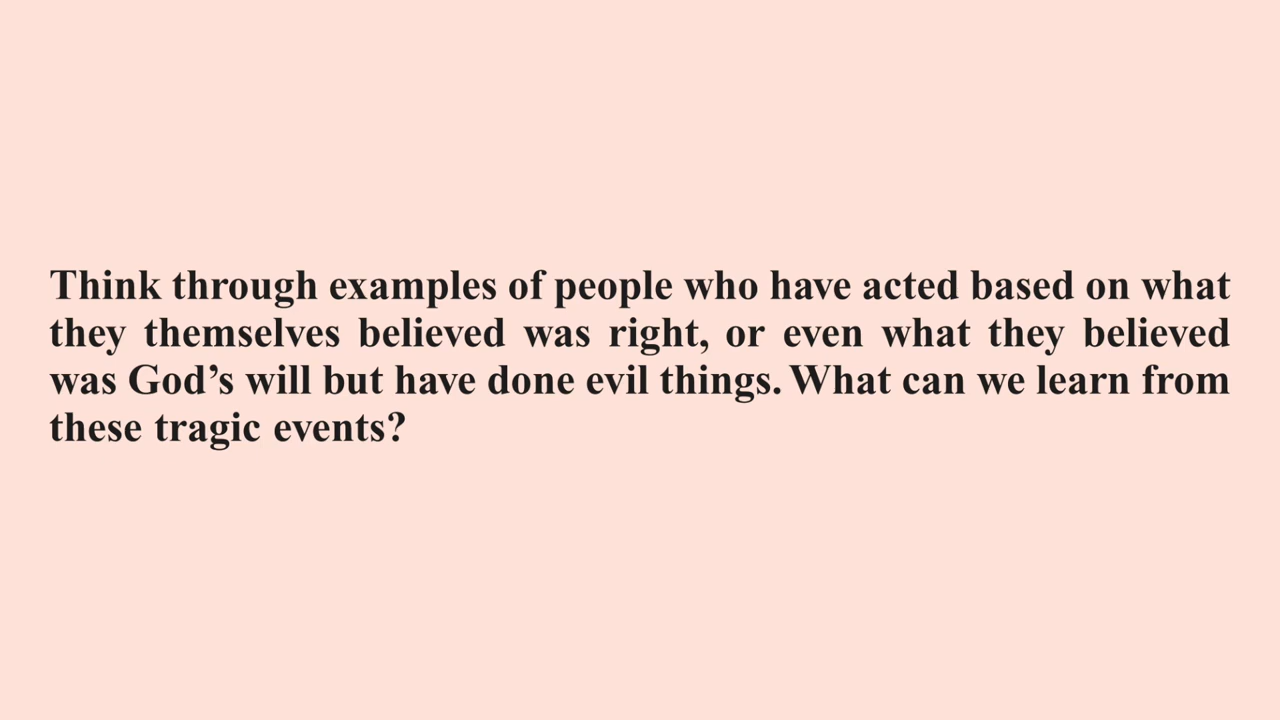 Think through examples of people who have acted based on what
they themselves believed was right, or even what they believed
was God’s will but have done evil things. What can we learn from
these tragic events?